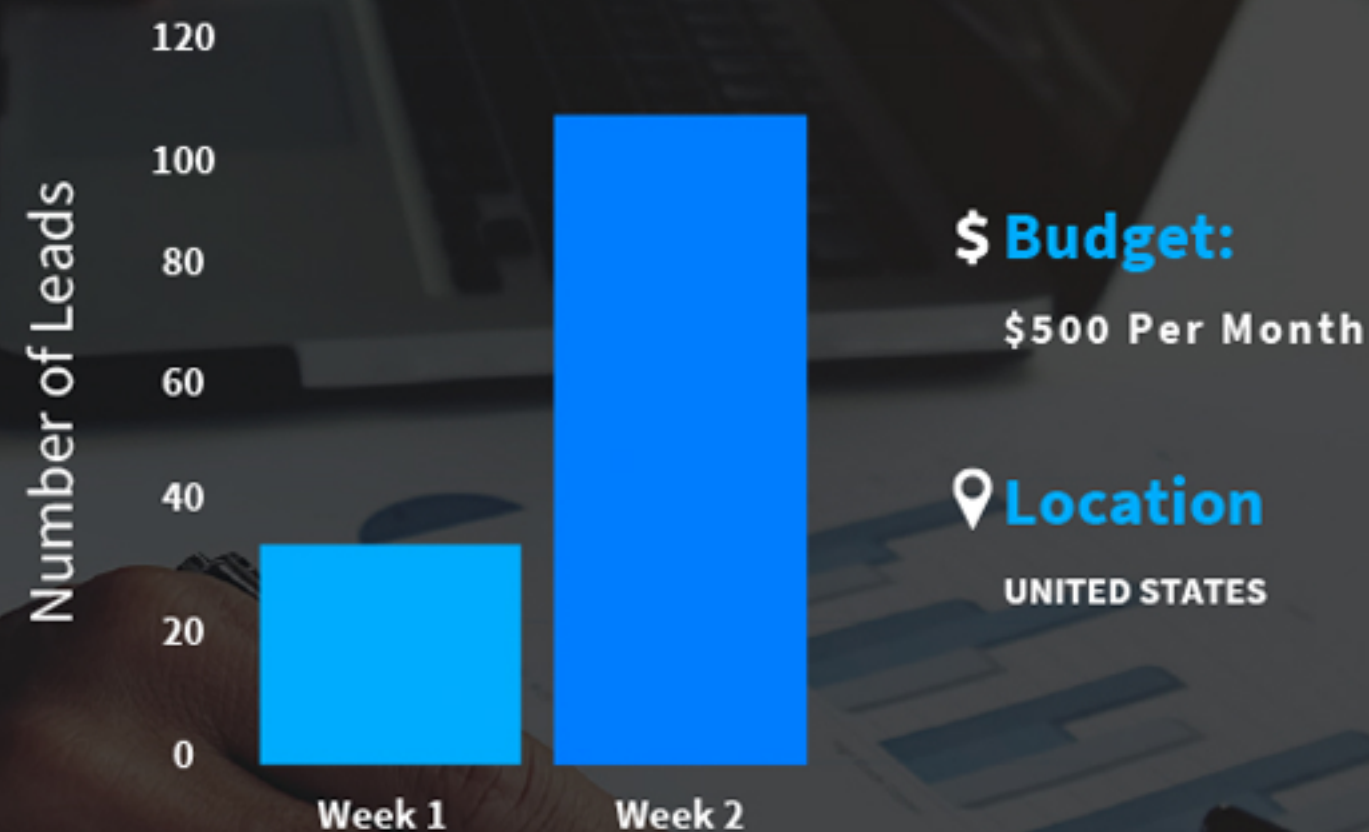 120
100
80
60
40
20
0
Number of Leads
Week 1
Week 2
$ Budget:
$500 Per Month
Location
UNITED STATES